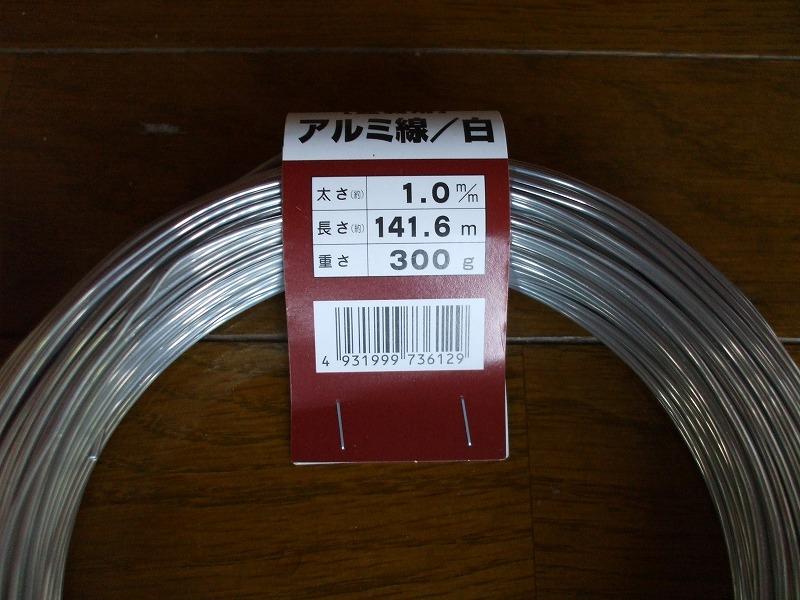 アルミ線/白
太さ(約) 1.0 m/m
長さ(約) 141.6 m
重さ 300 g
4 931999 736129